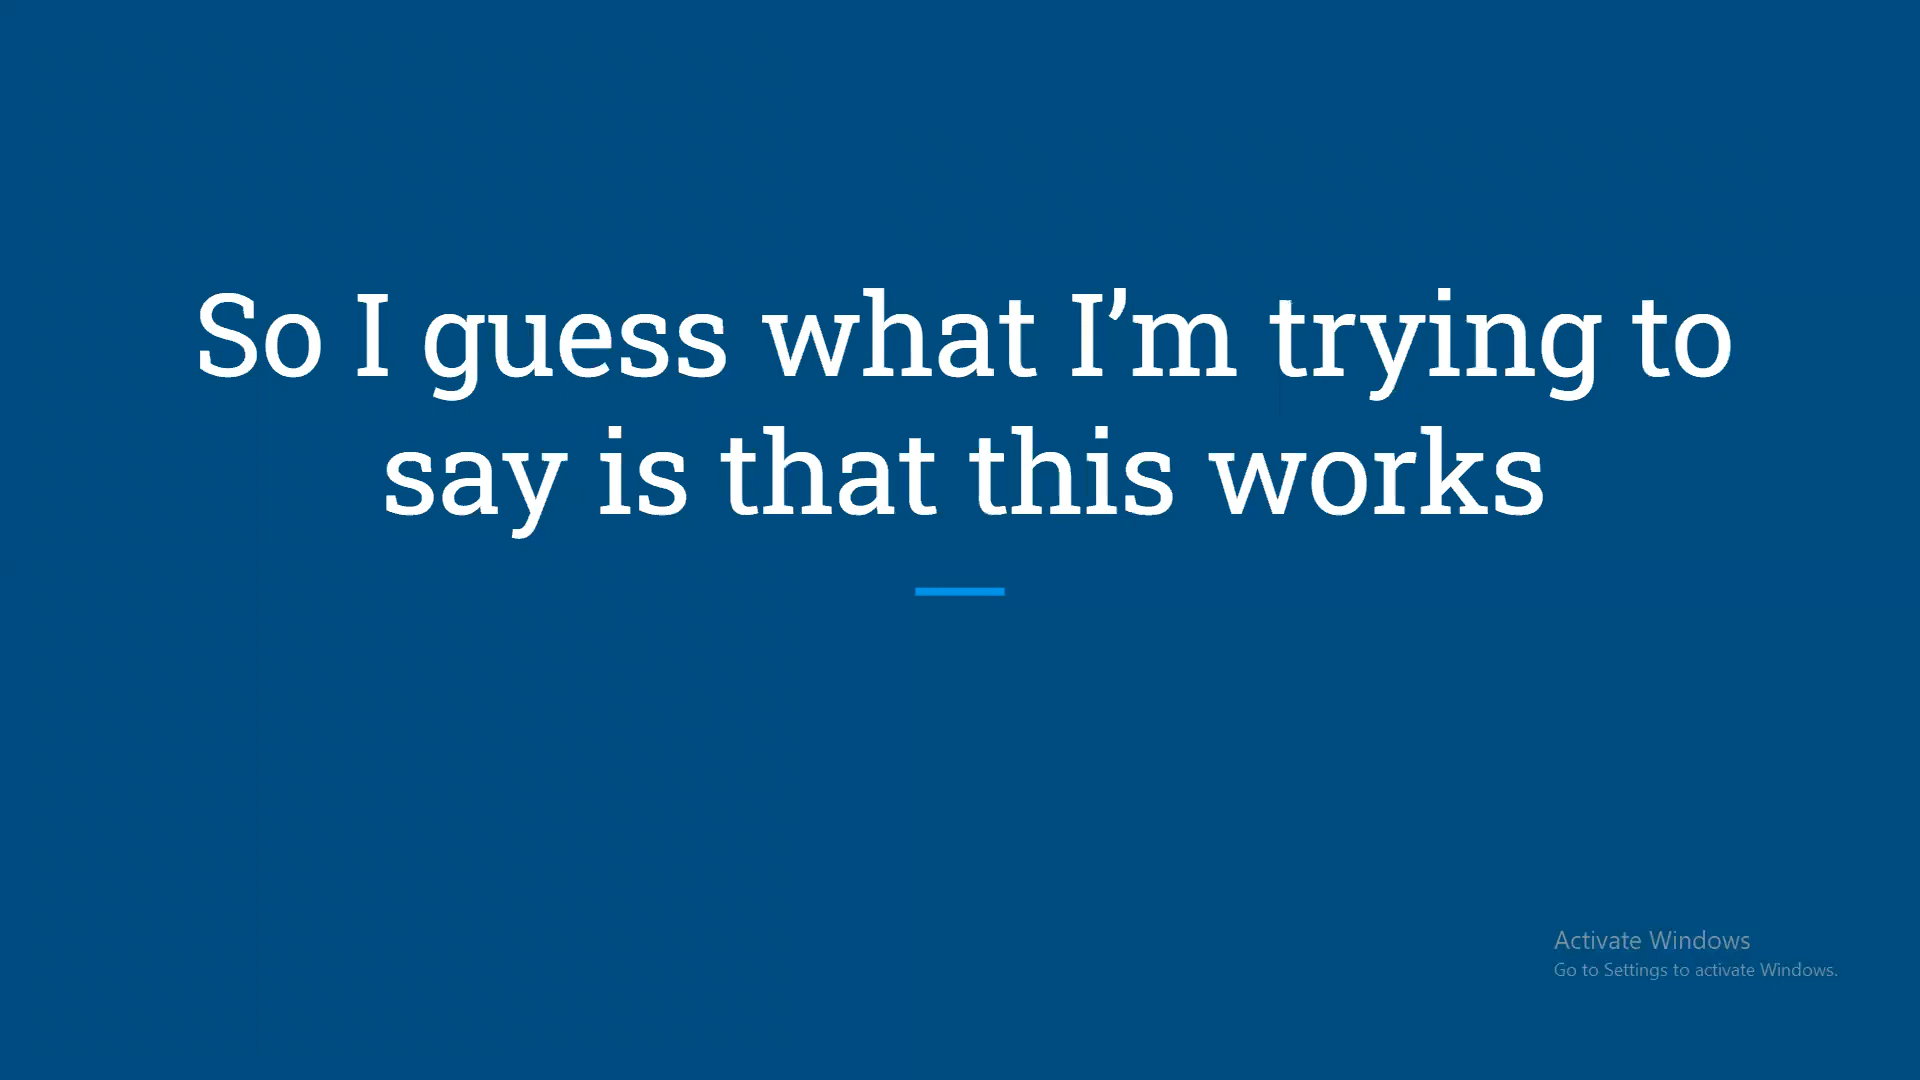 So I guess what I’m trying to
say is that this works
Activate Windows
Go to Settings to activate Windows.